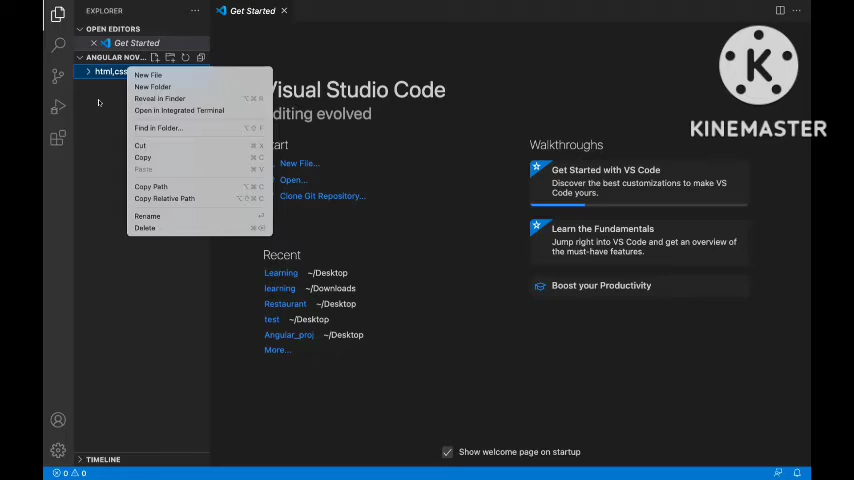 EXPLORER
Get Started
OPEN EDITORS
Get Started
ANGULAR NOV...
html,css
New File
New Folder
Reveal in Finder ⌥⌘ R
Open in Integrated Terminal
Find in Folder... ⌥⇧ F
Cut ⌘ X
Copy ⌘ C
Paste ⌘ V
Copy Path ⌥⌘ C
Copy Relative Path ⌥⇧⌘ C
Rename ⏎
Delete ⌘⌫
Visual Studio Code
diting evolved
tart
New File...
Open...
Clone Git Repository...
Recent
Learning ~/Desktop
learning ~/Downloads
Restaurant ~/Desktop
test ~/Desktop
Angular_proj ~/Desktop
More...
Walkthroughs
Get Started with VS Code
Discover the best customizations to make VS
Code yours.
Learn the Fundamentals
Jump right into VS Code and get an overview of
the must-have features.
Boost your Productivity
Show welcome page on startup
TIMELINE
0 0
K
KINEMASTER